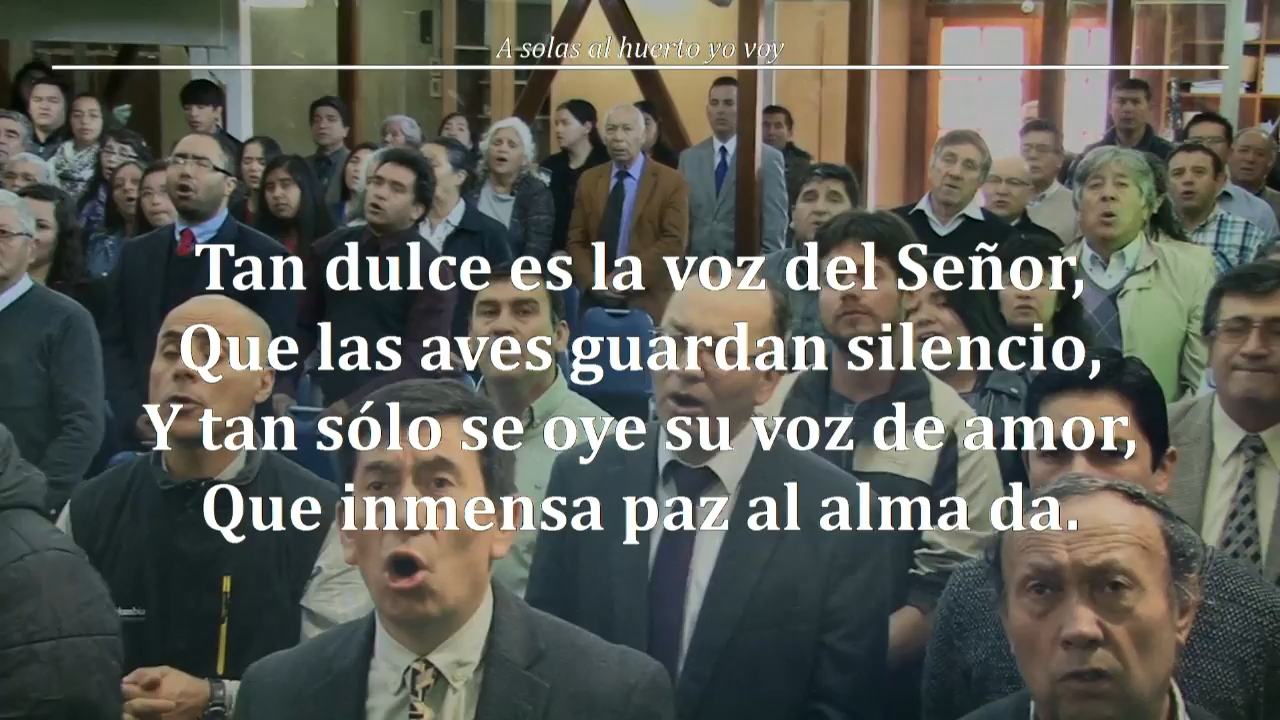 A solas al huerto yo voy
Tan dulce es la voz del Señor,
Que las aves guardan silencio,
Y tan sólo se oye su voz de amor,
Que inmensa paz al alma da.